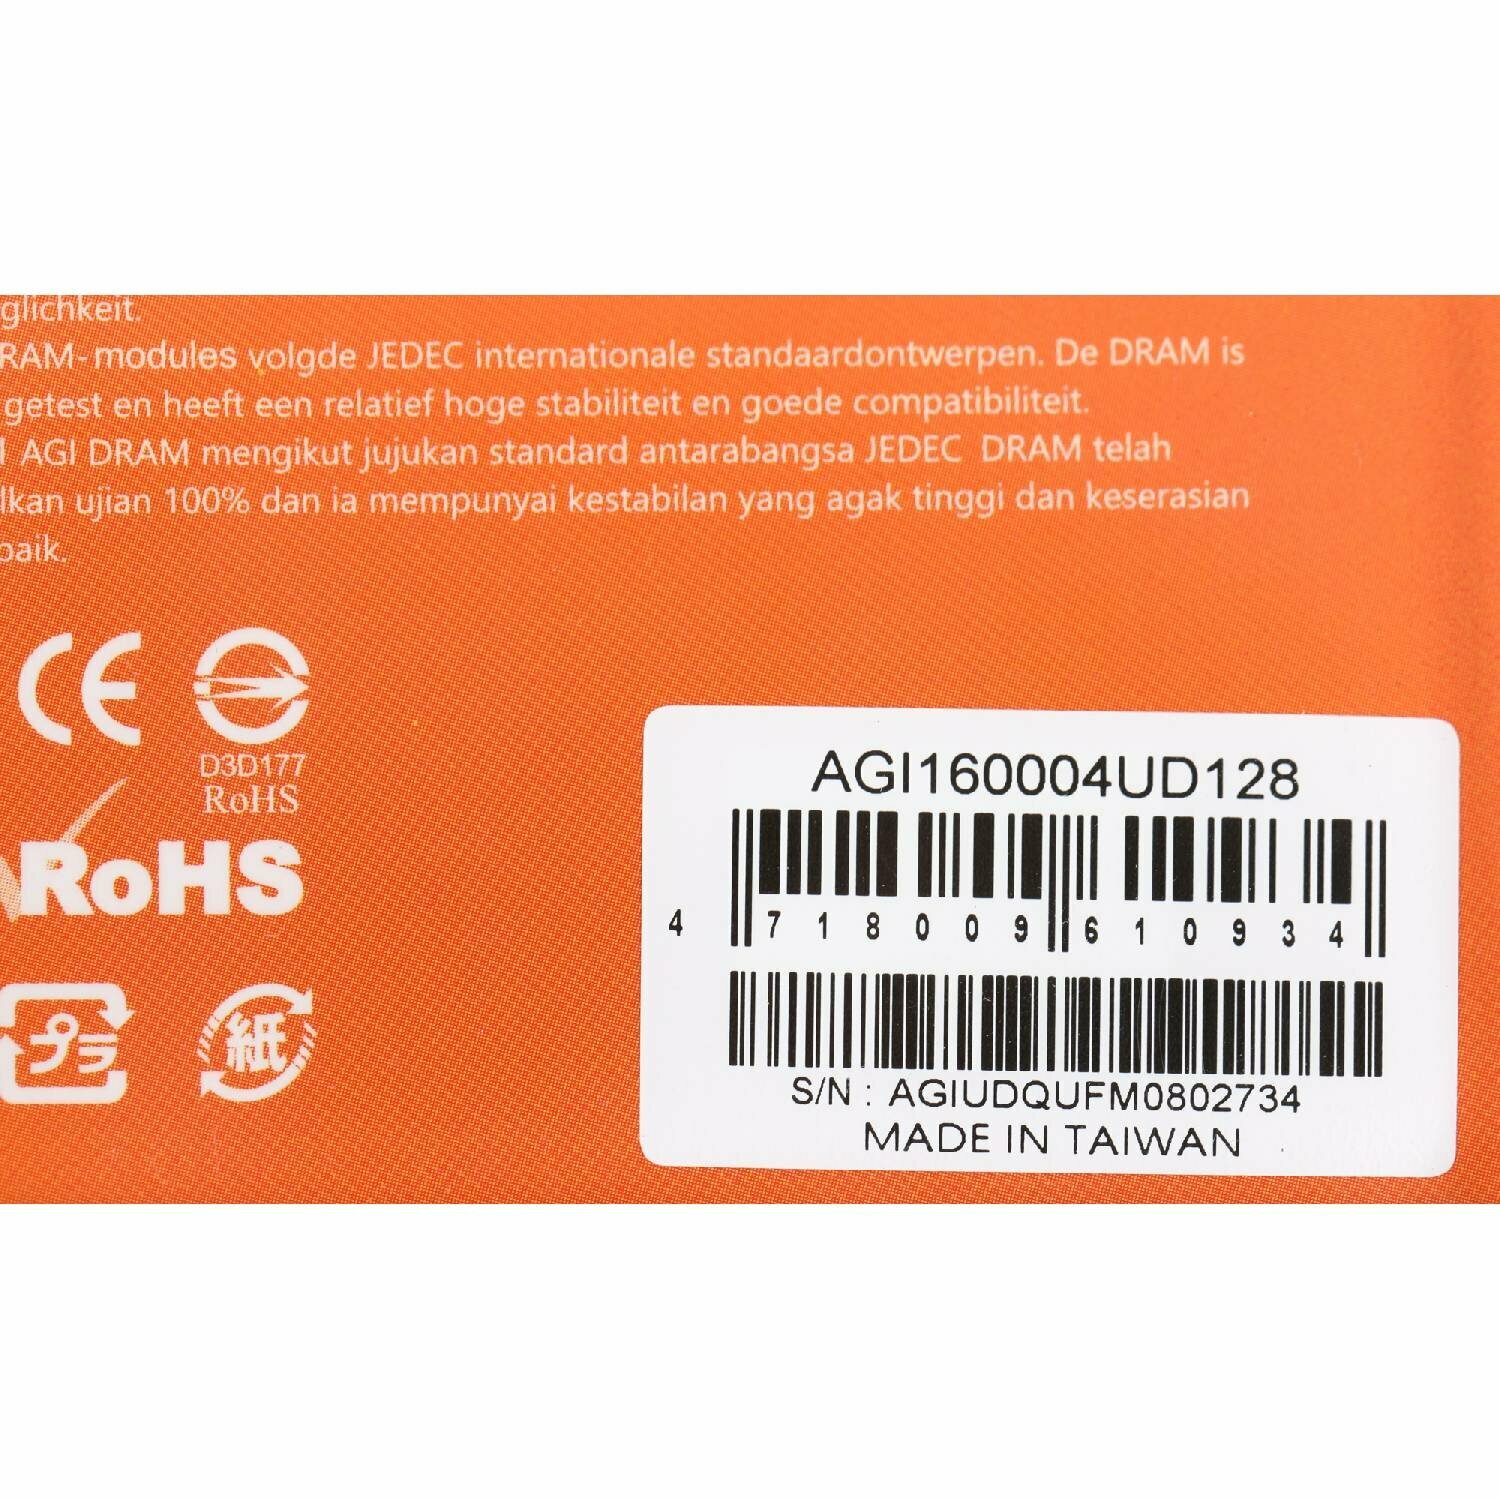 glichkeit.
RAM-modules volgde JEDEC internationale standaardontwerpen. De DRAM is
getest en heeft een relatief hoge stabiliteit en goede compatibiliteit.
AGI DRAM mengikut jujukan standard antarabangsa JEDEC DRAM telah
lkan ujian 100% dan ia mempunyai kestabilan yang agak tinggi dan keserasian
baik.
CE
D3D177
RoHS
RoHS
プラ
紙
AGI160004UD128
4 718009 610934
S/N : AGIUDQUFM0802734
MADE IN TAIWAN